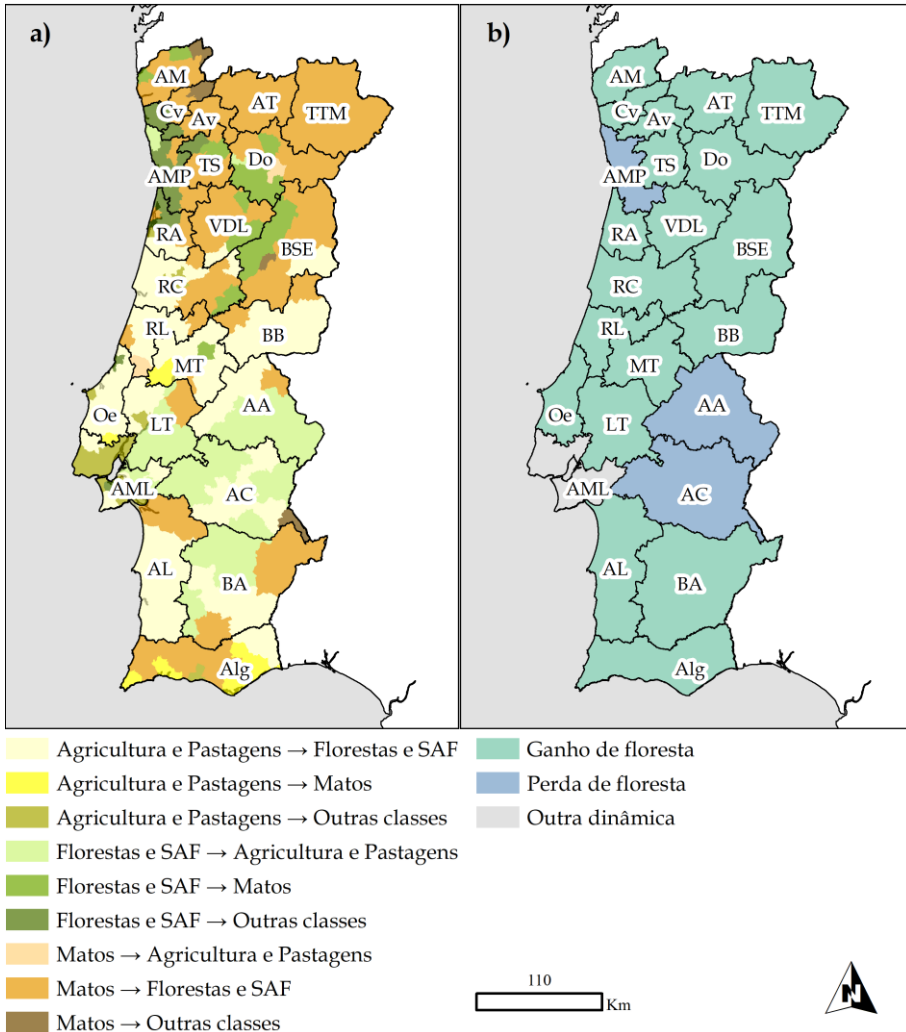 a)
AM
Cv
Av
AT
TTM
AMP
TS
Do
RA
VDL
BSE
RC
RL
BB
MT
Oe
LT
AA
AML
AC
AL
BA
Alg
b)
AM
Cv
Av
AT
TTM
AMP
TS
Do
RA
VDL
BSE
RC
RL
BB
MT
Oe
LT
AA
AML
AC
AL
BA
Alg
Agricultura e Pastagens → Florestas e SAF
Agricultura e Pastagens → Matos
Agricultura e Pastagens → Outras classes
Florestas e SAF → Agricultura e Pastagens
Florestas e SAF → Matos
Florestas e SAF → Outras classes
Matos → Agricultura e Pastagens
Matos → Florestas e SAF
Matos → Outras classes
Ganho de floresta
Perda de floresta
Outra dinâmica
110
Km
N